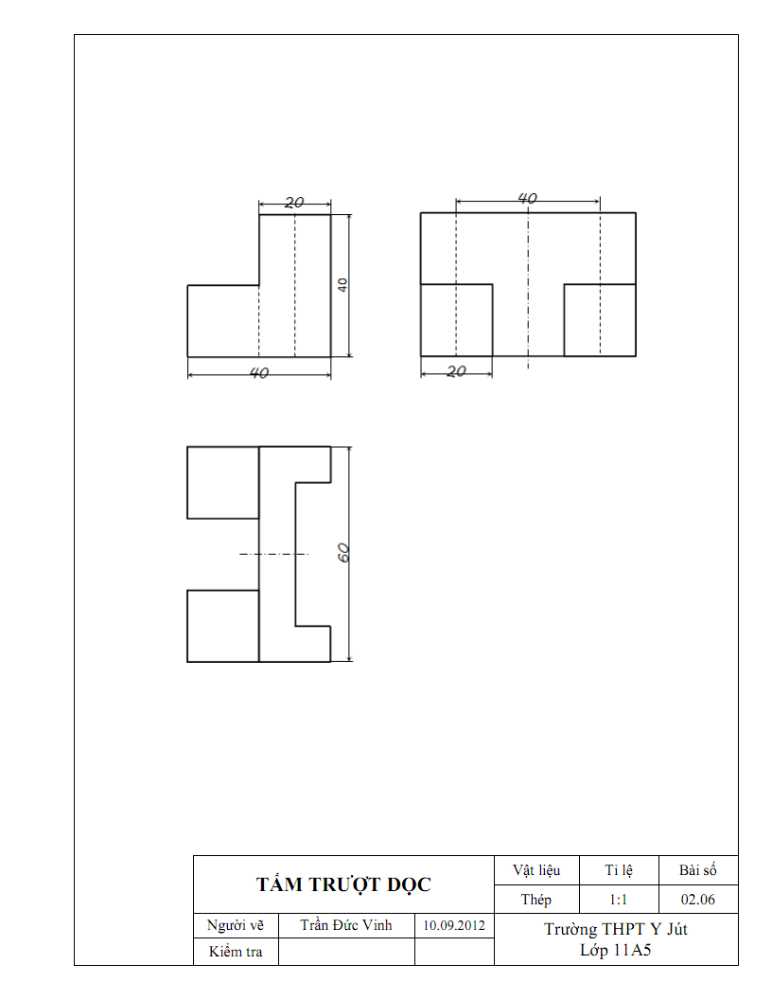 20
40
40
40
40
20
60
TẤM TRƯỢT DỌC
Vật liệu
Tỉ lệ
Bài số
Thép
1:1
02.06
Người vẽ
Trần Đức Vinh
10.09.2012
Trường THPT Y Jút
Lớp 11A5
Kiểm tra